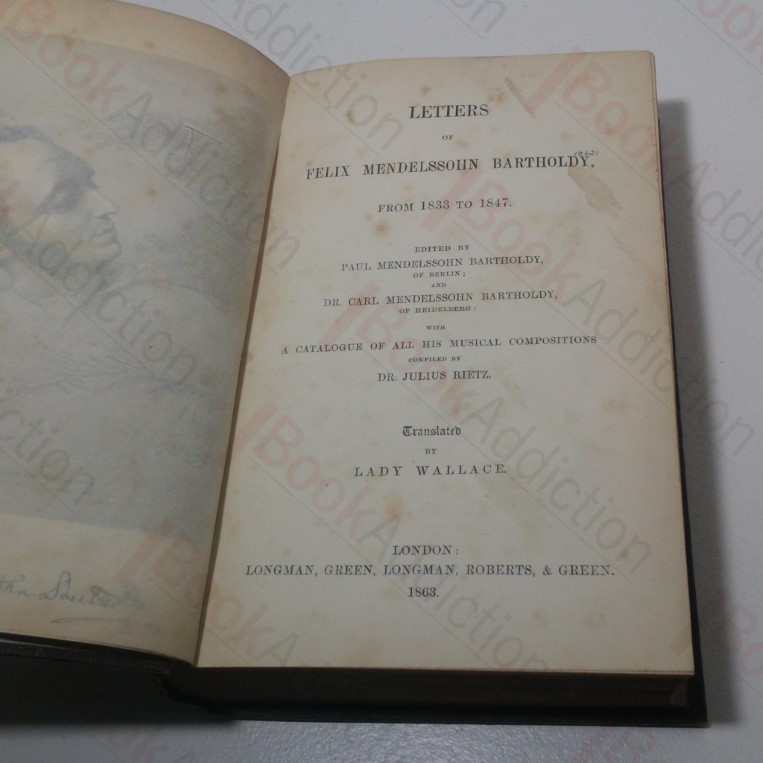 LETTERS
OF
FELIX MENDELSSOHN BARTHOLDY,
FROM 1833 TO 1847.
EDITED BY
PAUL MENDELSSOHN BARTHOLDY,
OF BERLIN;
AND
DR. CARL MENDELSSOHN BARTHOLDY,
OF HEIDELBERG:
WITH
A CATALOGUE OF ALL HIS MUSICAL COMPOSITIONS
COMPILED BY
DR. JULIUS RIETZ.
Translated
BY
LADY WALLACE.
LONDON:
LONGMAN, GREEN, LONGMAN, ROBERTS, & GREEN.
1863.
BookAddiction